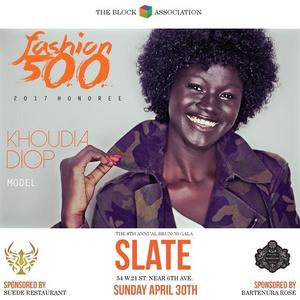 THE BLOCK ASSOCIATION
fashion
500
2017 HONOREE
KHOUDIA
DIOP
MODEL
THE 8TH ANNUAL BRUNCH GALA
SLATE
54 W.21 ST. NEAR 6TH AVE.
SUNDAY APRIL 30TH
SPONSORED BY
SUEDE RESTAURANT
SPONSORED BY
BARTENURA ROSE